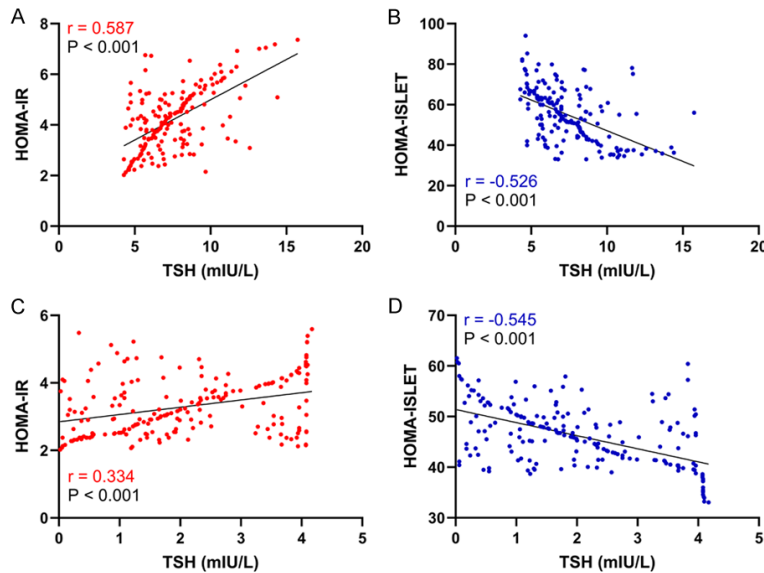 A
r = 0.587
P < 0.001
HOMA-IR
8
6
4
2
0
0 5 10 15 20
TSH (mIU/L)
B
HOMA-ISLET
100
80
60
40
20
0
r = -0.526
P < 0.001
0 5 10 15 20
TSH (mIU/L)
C
HOMA-IR
6
4
2
0
r = 0.334
P < 0.001
0 1 2 3 4 5
TSH (mIU/L)
D
r = -0.545
P < 0.001
HOMA-ISLET
70
60
50
40
30
0 1 2 3 4 5
TSH (mIU/L)